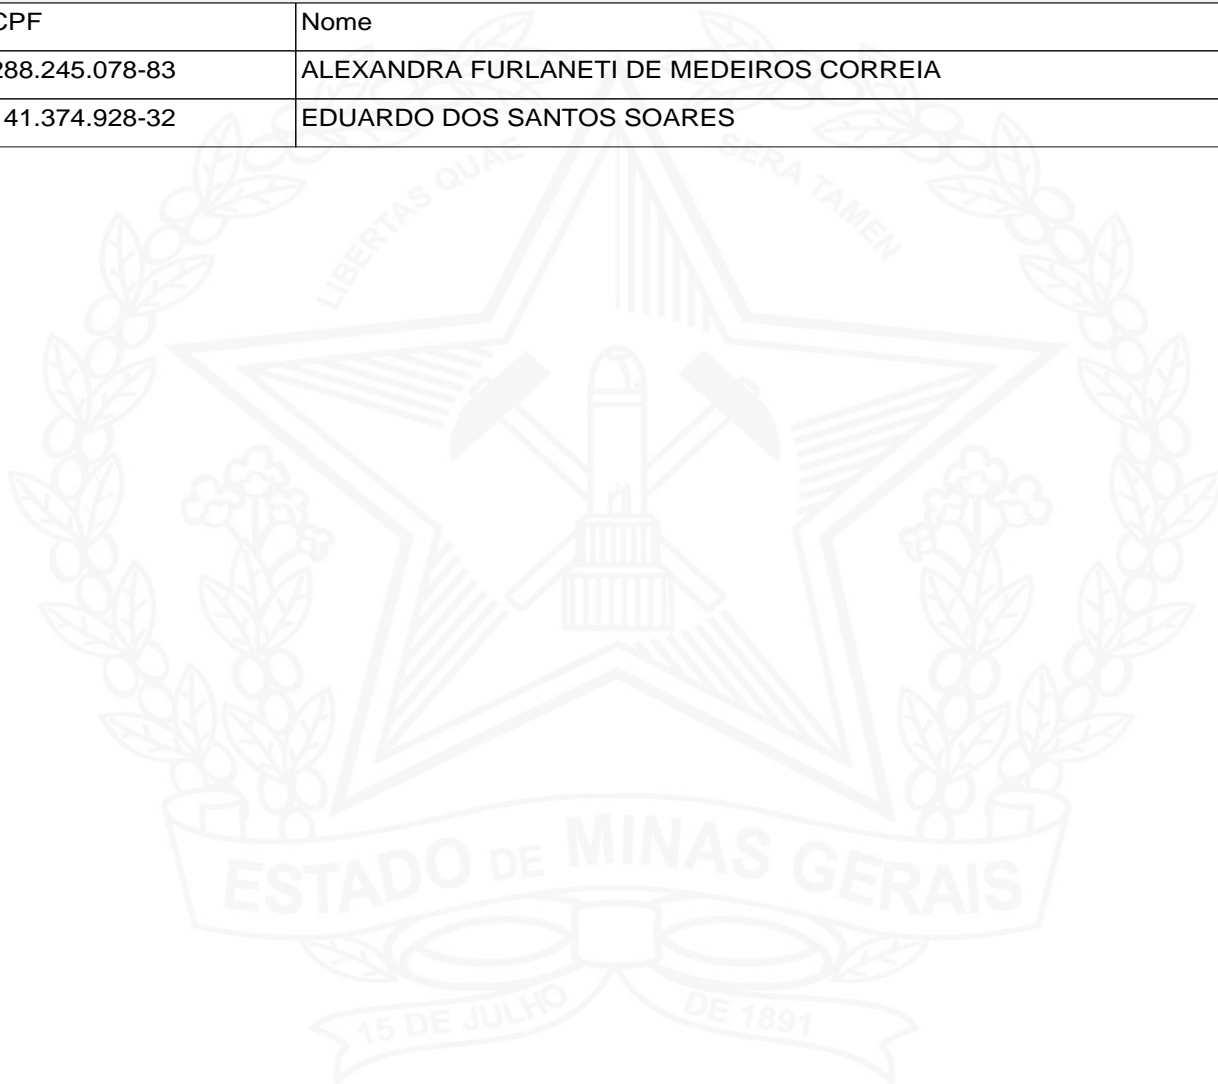 CPF Nome
288.245.078-83 ALEXANDRA FURLANETI DE MEDEIROS CORREIA
41.374.928-32 EDUARDO DOS SANTOS SOARES
LIBERTAS QUAE SERA TAMEN
ESTADO DE MINAS GERAIS
15 DE JULHO DE 1891